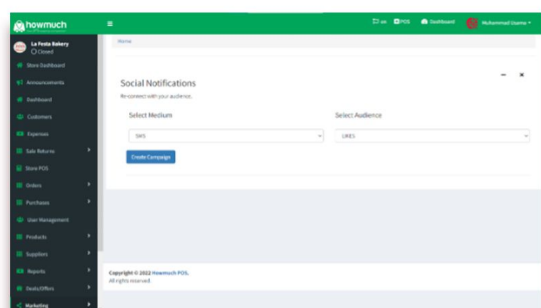 howmuch
POS
Dashboard
Muhammad Usama
La Festa Bakery
Closed
Home
Store Dashboard
Announcements
Dashboard
Customers
Expenses
Sale Returns
Store POS
Orders
Purchases
User Management
Products
Suppliers
Reports
Deals/Offers
Marketing
Social Notifications
Re-connect with your audience.
Select Medium
Select Audience
SMS
LIKES
Create Campaign
Copyright © 2022 Howmuch POS.
All rights reserved.